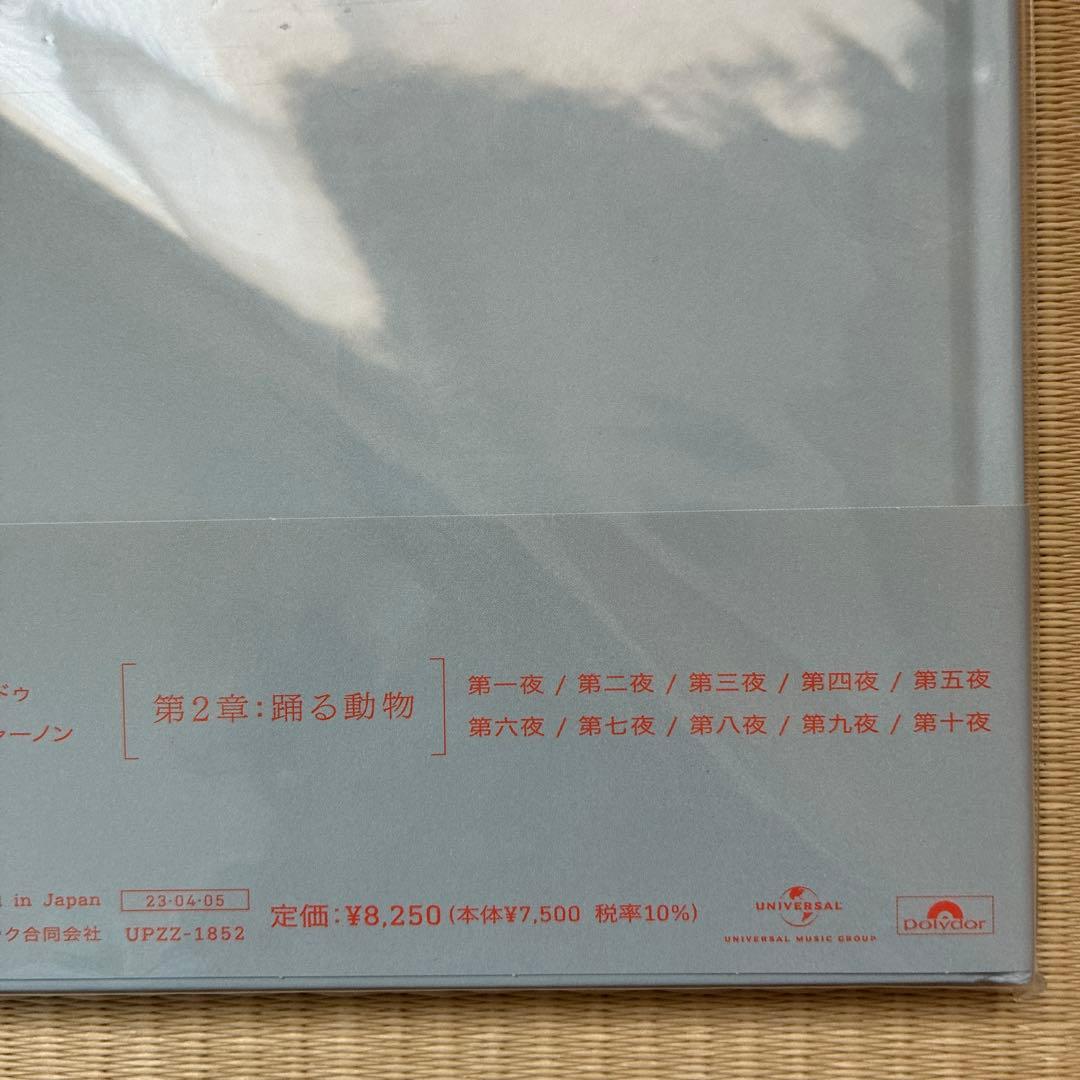 ドゥ
ャーノン
第2章:踊る動物
第一夜 / 第二夜 / 第三夜 / 第四夜 / 第五夜
第六夜 / 第七夜 / 第八夜 / 第九夜 / 第十夜
in Japan
23·04·05
ク合同会社
UPZZ-1852
定価:¥8,250(本体¥7,500 税率10%)
UNIVERSAL
UNIVERSAL MUSIC GROUP
polydor